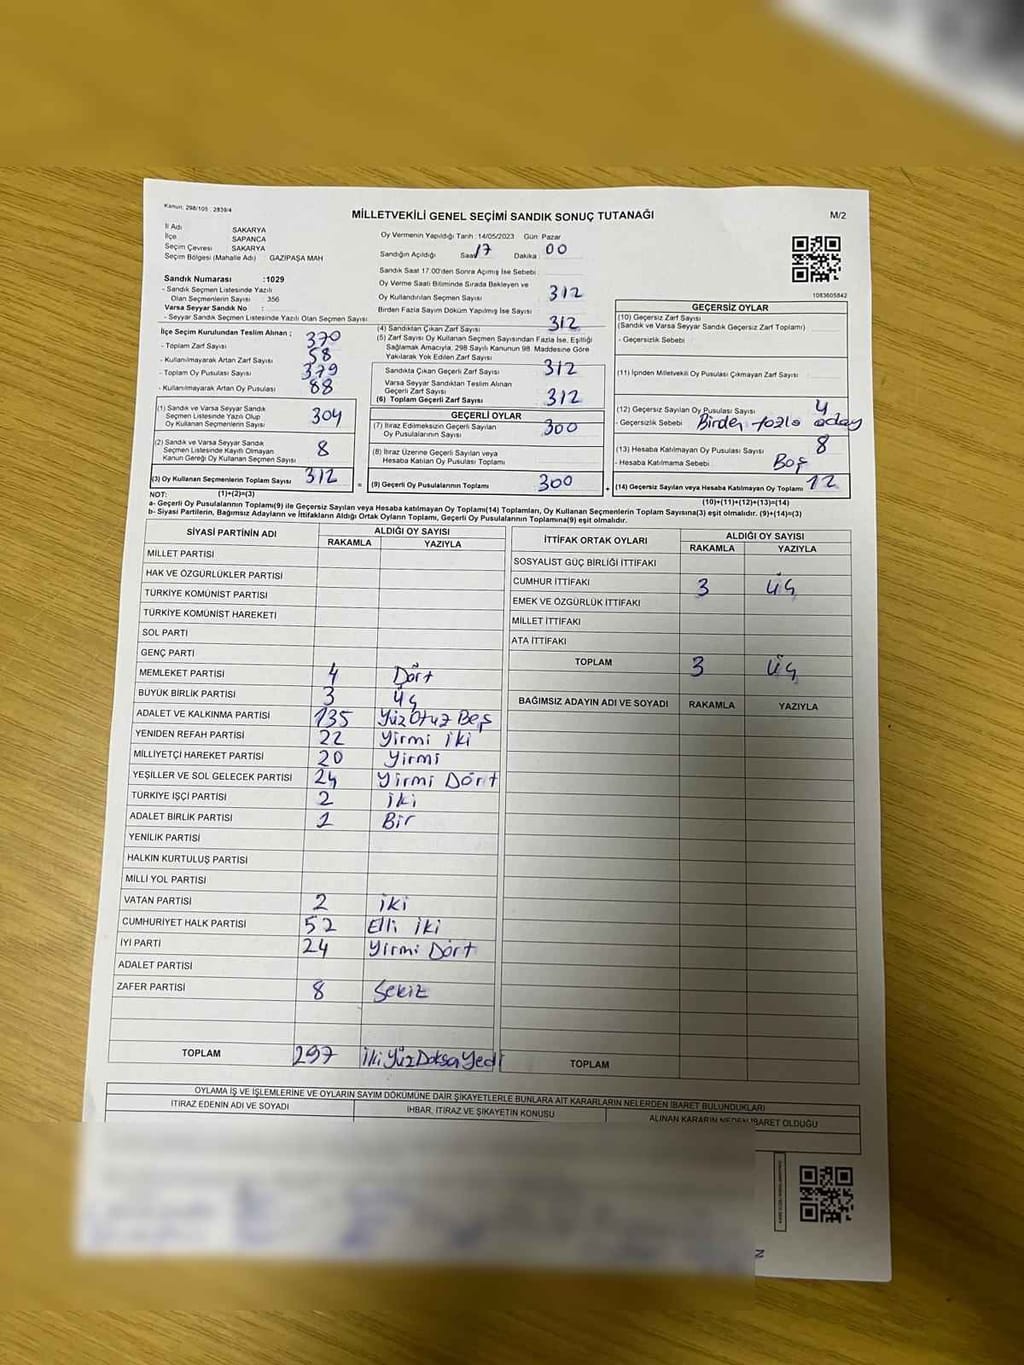 Kanun: 298/105 , 2839/4
MİLLETVEKİLİ GENEL SEÇİMİ SANDIK SONUÇ TUTANAĞI
M/2
İl Adı SAKARYA
İlçe SAPANCA
Seçim Çevresi : SAKARYA
Seçim Bölgesi (Mahalle Adı) GAZİPAŞA MAH
Sandık Numarası :1029
- Sandık Seçmen Listesinde Yazılı
Olan Seçmenlerin Sayısı : 356
Varsa Seyyar Sandık No :
- Seyyar Sandık Seçmen Listesinde Yazılı Olan Seçmen Sayısı
İlçe Seçim Kurulundan Teslim Alınan ;
- Toplam Zarf Sayısı 370
- Kullanılmayarak Artan Zarf Sayısı 58
- Toplam Oy Pusulası Sayısı 379
- Kullanılmayarak Artan Oy Pusulası 88
(1) Sandık ve Varsa Seyyar Sandık
Seçmen Listesinde Yazılı Olup
Oy Kullanan Seçmenlerin Sayısı 304
(2) Sandık ve Varsa Seyyar Sandık
Seçmen Listesinde Kayıtlı Olmayan
Kanun Gereği Oy Kullanan Seçmen Sayısı 8
(3) Oy Kullanan Seçmenlerin Toplam Sayısı 312
Oy Vermenin Yapıldığı Tarih : 14/05/2023 Gün: Pazar
Sandığın Açıldığı Saat 17 Dakika 00
Sandık Saat 17.00'den Sonra Açımış İse Sebebi
Oy Verme Saati Bitiminde Sırada Bekleyen ve
Oy Kullandırılan Seçmen Sayısı 312
Birden Fazla Sayım Döküm Yapılmış İse Sayısı
(4) Sandıktan Çıkan Zarf Sayısı 312
(5) Zarf Sayısı Oy Kullanan Seçmen Sayısından Fazla İse, Eşitliği
Sağlamak Amacıyla, 298 Sayılı Kanunun 98. Maddesine Göre
Yakılarak Yok Edilen Zarf Sayısı
Sandıkta Çıkan Geçerli Zarf Sayısı 312
Varsa Seyyar Sandıktan Teslim Alınan
Geçerli Zarf Sayısı
(6) Toplam Geçerli Zarf Sayısı 312
GEÇERLİ OYLAR
(7) İtiraz Edilmeksizin Geçerli Sayılan
Oy Pusulalarının Sayısı 300
(8) İtiraz Üzerine Geçerli Sayılan veya
Hesaba Katılan Oy Pusulası Toplamı
= (9) Geçerli Oy Pusulalarının Toplamı 300
1083605842
GEÇERSİZ OYLAR
(10) Geçersiz Zarf Sayısı
(Sandık ve Varsa Seyyar Sandık Geçersiz Zarf Toplamı)
- Geçersizlik Sebebi
(11) İçinden Milletvekili Oy Pusulası Çıkmayan Zarf Sayısı
(12) Geçersiz Sayılan Oy Pusulası Sayısı 4
- Geçersizlik Sebebi Birden fazla aday
(13) Hesaba Katılmayan Oy Pusulası Sayısı 8
- Hesaba Katılmama Sebebi Boş
+ (14) Geçersiz Sayılan veya Hesaba Katılmayan Oy Toplamı 12
NOT: (1)+(2)=(3) (10)+(11)+(12)+(13)=(14)
a- Geçerli Oy Pusulalarının Toplamı(9) ile Geçersiz Sayılan veya Hesaba katılmayan Oy Toplamı(14) Toplamları, Oy Kullanan Seçmenlerin Toplam Sayısına(3) eşit olmalıdır. (9)+(14)=(3)
b- Siyasi Partilerin, Bağımsız Adayların ve İttifakların Aldığı Ortak Oyların Toplamı, Geçerli Oy Pusulalarının Toplamına(9) eşit olmalıdır.
SİYASİ PARTİNİN ADI ALDIĞI OY SAYISI
RAKAMLA YAZIYLA
MİLLET PARTİSİ
HAK VE ÖZGÜRLÜKLER PARTİSİ
TÜRKİYE KOMÜNİST PARTİSİ
TÜRKİYE KOMÜNİST HAREKETİ
SOL PARTİ
GENÇ PARTİ
MEMLEKET PARTİSİ 4 Dört
BÜYÜK BİRLİK PARTİSİ 3 üç
ADALET VE KALKINMA PARTİSİ 135 Yüz Otuz Beş
YENİDEN REFAH PARTİSİ 22 Yirmi iki
MİLLİYETÇİ HAREKET PARTİSİ 20 Yirmi
YEŞİLLER VE SOL GELECEK PARTİSİ 24 Yirmi Dört
TÜRKİYE İŞÇİ PARTİSİ 2 iki
ADALET BİRLİK PARTİSİ 1 Bir
YENİLİK PARTİSİ
HALKIN KURTULUŞ PARTİSİ
MİLLİ YOL PARTİSİ
VATAN PARTİSİ 2 iki
CUMHURİYET HALK PARTİSİ 52 Elli iki
İYİ PARTİ 24 Yirmi Dört
ADALET PARTİSİ
ZAFER PARTİSİ 8 Sekiz
TOPLAM 297 iki Yüz Doksan Yedi
İTTİFAK ORTAK OYLARI ALDIĞI OY SAYISI
RAKAMLA YAZIYLA
SOSYALİST GÜÇ BİRLİĞİ İTTİFAKI
CUMHUR İTTİFAKI 3 üç
EMEK VE ÖZGÜRLÜK İTTİFAKI
MİLLET İTTİFAKI
ATA İTTİFAKI
TOPLAM 3 üç
BAĞIMSIZ ADAYIN ADI VE SOYADI RAKAMLA YAZIYLA
TOPLAM
OYLAMA İŞ VE İŞLEMLERİNE VE OYLARIN SAYIM DÖKÜMÜNE DAİR ŞİKAYETLERLE BUNLARA AİT KARARLARIN NELERDEN İBARET BULUNDUKLARI
İTİRAZ EDENİN ADI VE SOYADI İHBAR, İTİRAZ VE ŞİKAYETİN KONUSU ALINAN KARARIN NEDEN İBARET OLDUĞU